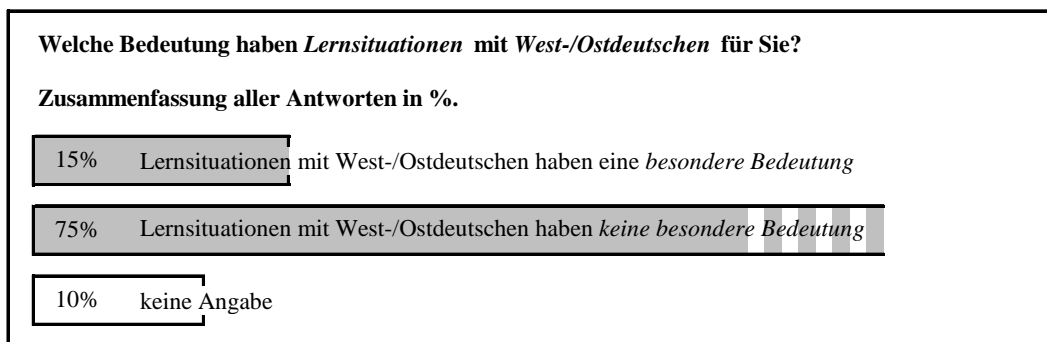 Welche Bedeutung haben Lernsituationen mit West-/Ostdeutschen für Sie?
Zusammenfassung aller Antworten in %.
15% Lernsituationen mit West-/Ostdeutschen haben eine besondere Bedeutung
75% Lernsituationen mit West-/Ostdeutschen haben keine besondere Bedeutung
10% keine Angabe